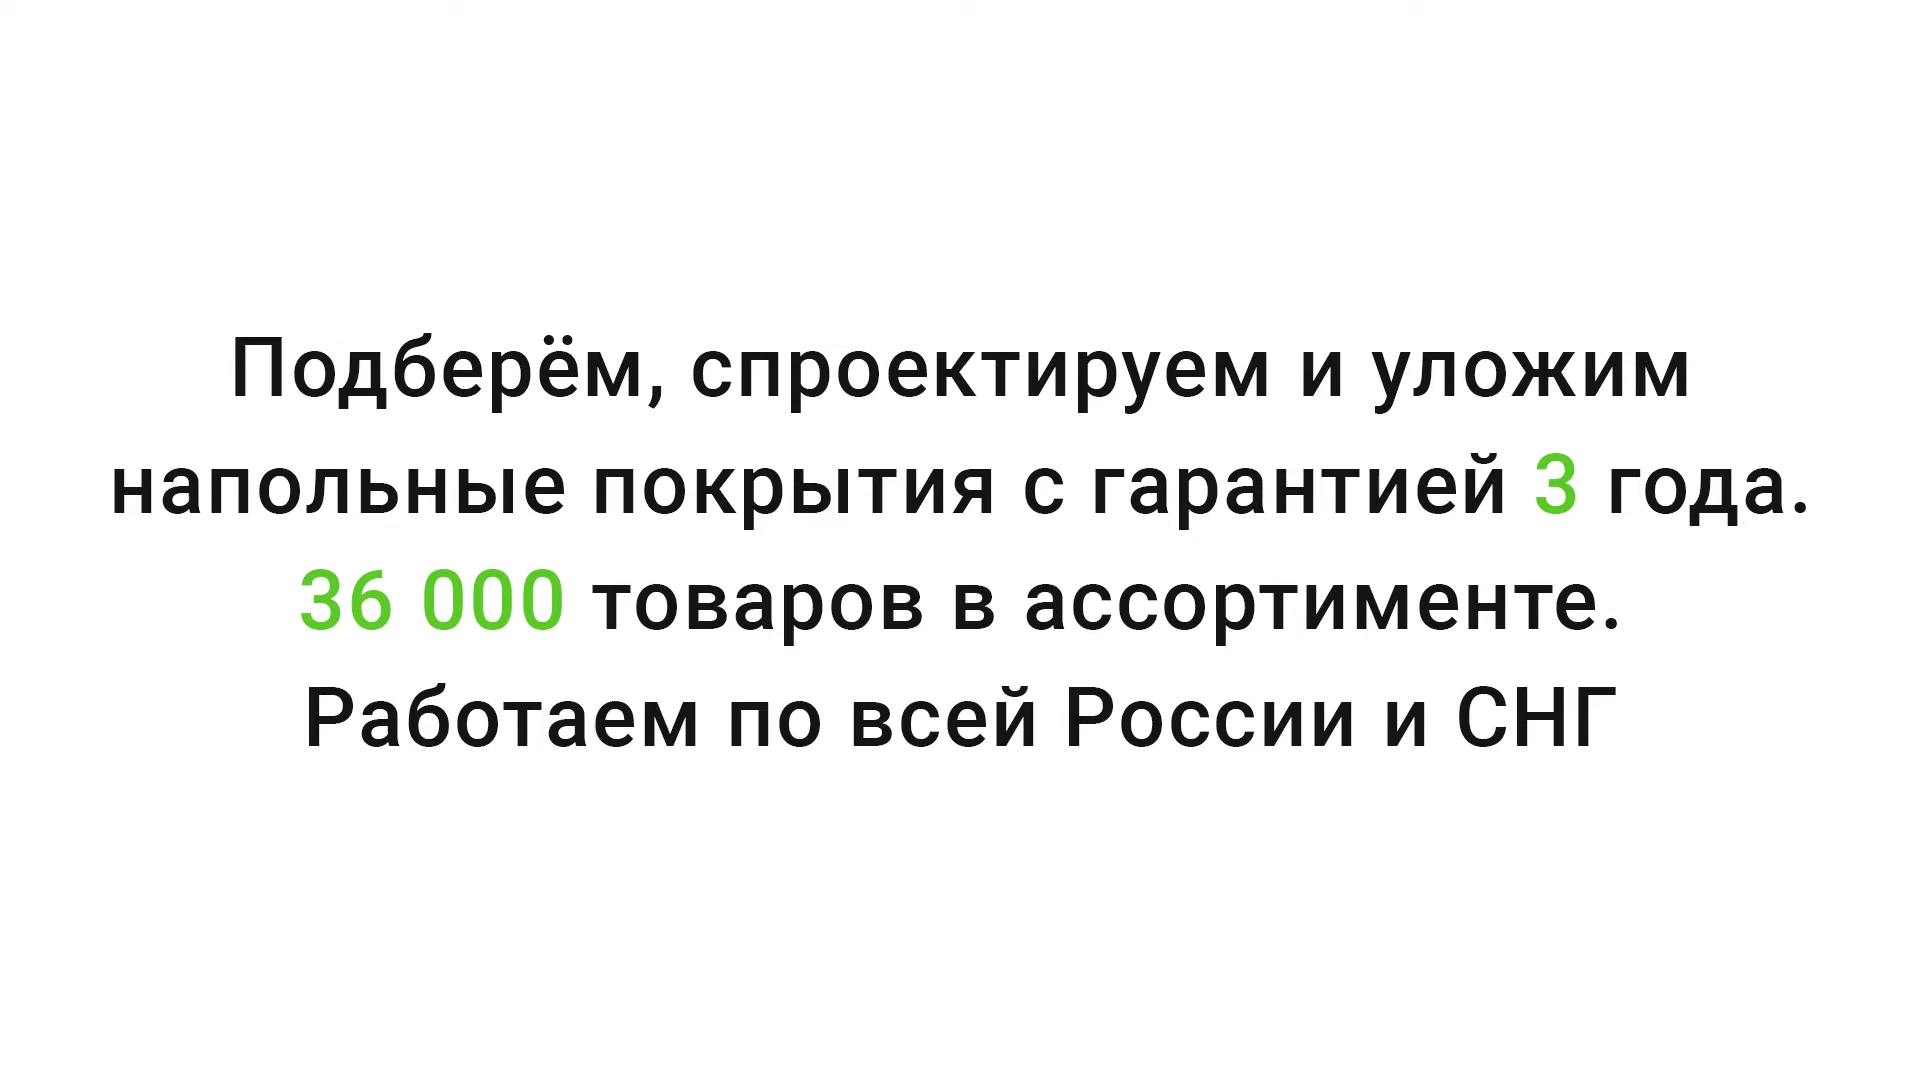 Подберём, спроектируем и уложим
напольные покрытия с гарантией 3 года.
36 000 товаров в ассортименте.
Работаем по всей России и СНГ